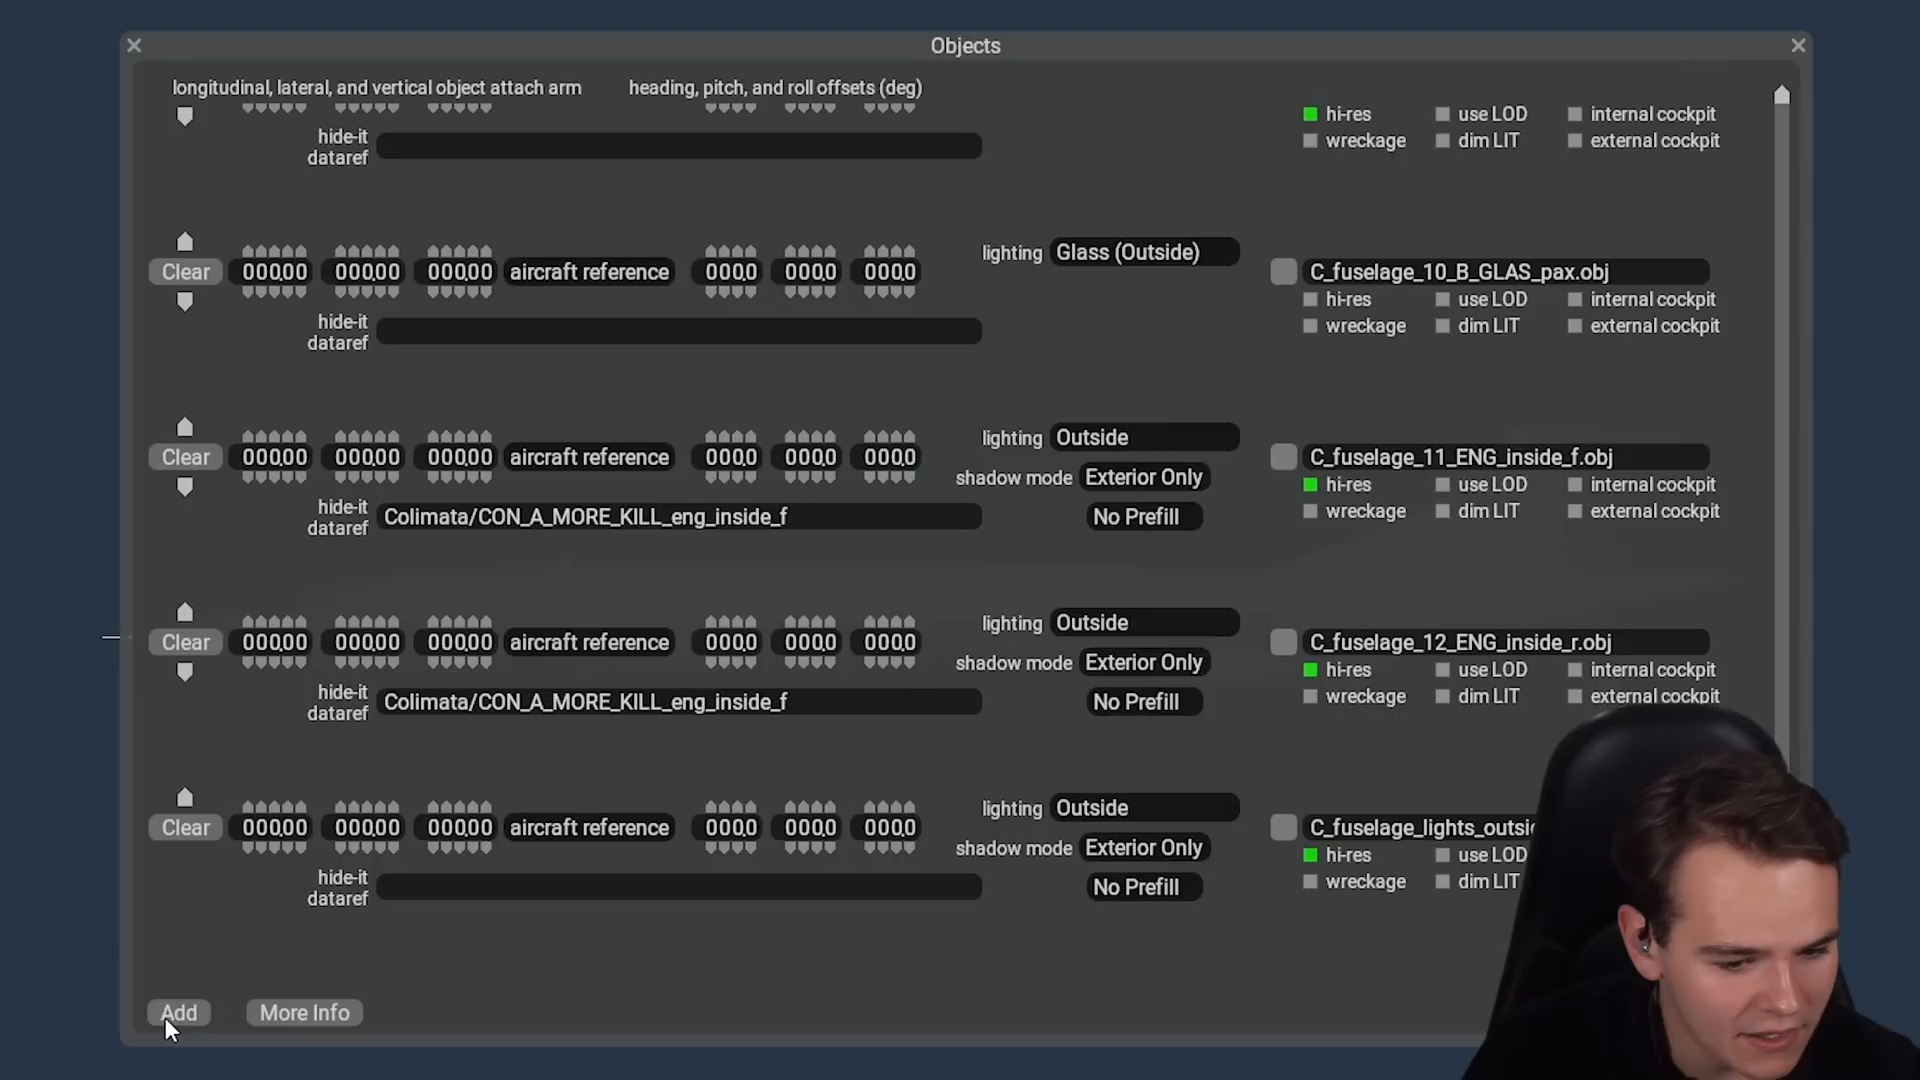 Objects
longitudinal, lateral, and vertical object attach arm heading, pitch, and roll offsets (deg)
hi-res use LOD internal cockpit
hide-it dataref
wreckage dim LIT external cockpit
lighting Glass (Outside)
Clear 000.00 000.00 000.00 aircraft reference 000.0 000.0 000.0 C_fuselage_10_B_GLAS_pax.obj
hi-res use LOD internal cockpit
hide-it dataref
wreckage dim LIT external cockpit
lighting Outside
Clear 000.00 000.00 000.00 aircraft reference 000.0 000.0 000.0 C_fuselage_11_ENG_inside_f.obj
shadow mode Exterior Only hi-res use LOD internal cockpit
hide-it dataref Colimata/CON_A_MORE_KILL_eng_inside_f No Prefill wreckage dim LIT external cockpit
lighting Outside
Clear 000.00 000.00 000.00 aircraft reference 000.0 000.0 000.0 C_fuselage_12_ENG_inside_r.obj
shadow mode Exterior Only hi-res use LOD internal cockpit
hide-it dataref Colimata/CON_A_MORE_KILL_eng_inside_f No Prefill wreckage dim LIT external cockpit
lighting Outside
Clear 000.00 000.00 000.00 aircraft reference 000.0 000.0 000.0 C_fuselage_lights_outsi
shadow mode Exterior Only hi-res use LOD
hide-it dataref No Prefill wreckage dim LIT
Add More Info